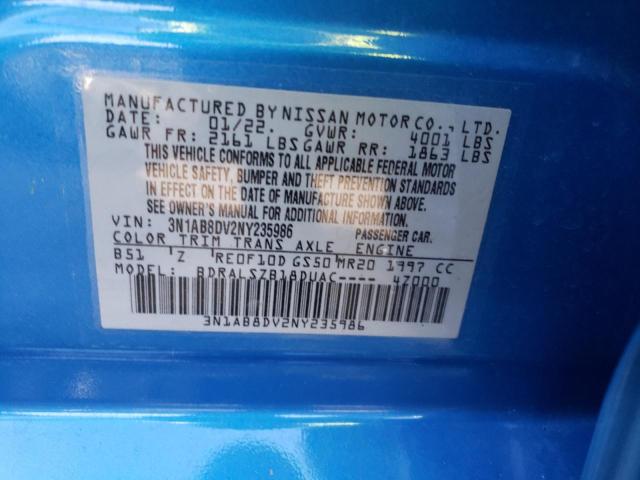 MANUFACTURED BY NISSAN MOTOR CO., LTD.
DATE: 01/22. GVWR: 4001 LBS
GAWR FR: 2161 LBS GAWR RR: 1863 LBS
THIS VEHICLE CONFORMS TO ALL APPLICABLE FEDERAL MOTOR
VEHICLE SAFETY, BUMPER AND THEFT PREVENTION STANDARDS
IN EFFECT ON THE DATE OF MANUFACTURE SHOWN ABOVE.
SEE OWNER'S MANUAL FOR ADDITIONAL INFORMATION.
VIN: 3N1AB8DV2NY235986 PASSENGER CAR.
COLOR TRIM TRANS AXLE ENGINE
B51 Z RE0F10D GS50 MR20 1997 CC
MODEL: BDRALSZB18DUAC---- 47000
3N1AB8DV2NY235986